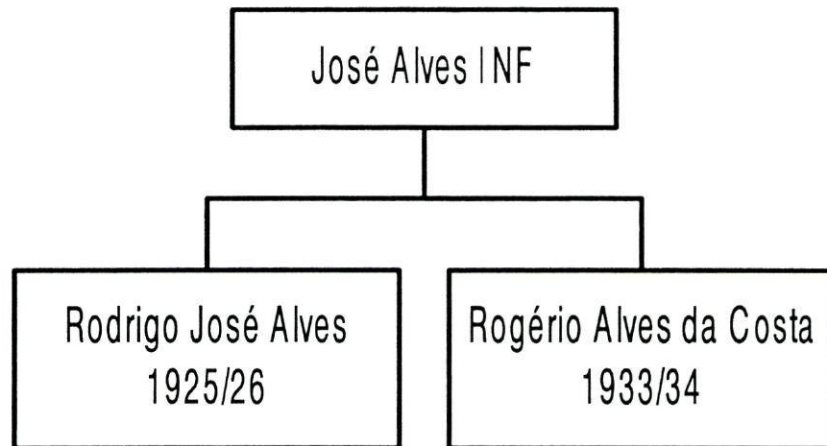 José Alves INF
Rodrigo José Alves
1925/26
Rogério Alves da Costa
1933/34